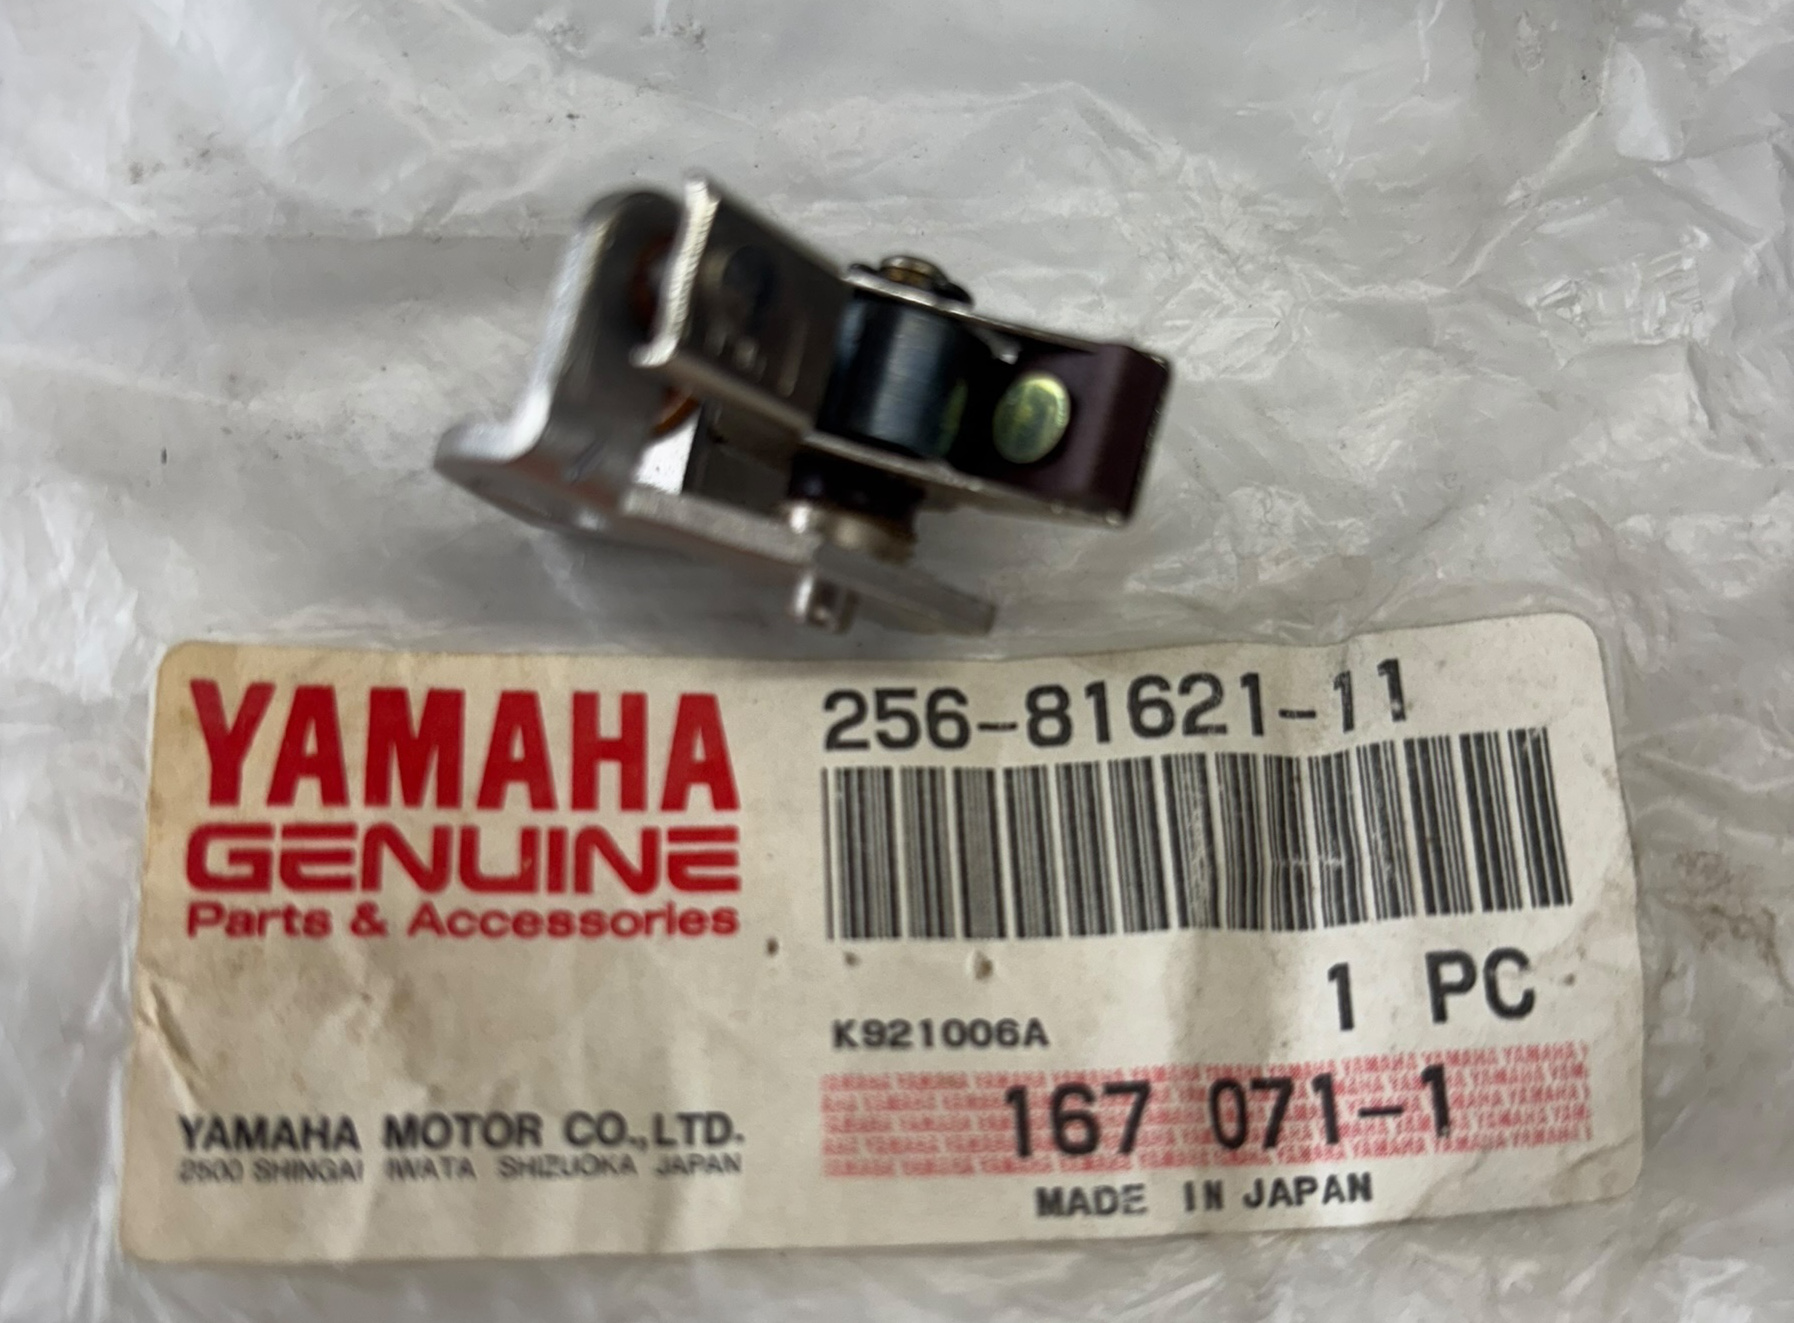 YAMAHA
GENUINE
Parts & Accessories
YAMAHA MOTOR CO.,LTD.
2500 SHINGAI IWATA SHIZUOKA JAPAN
256-81621-11
1 PC
K921006A
167 071-1
MADE IN JAPAN